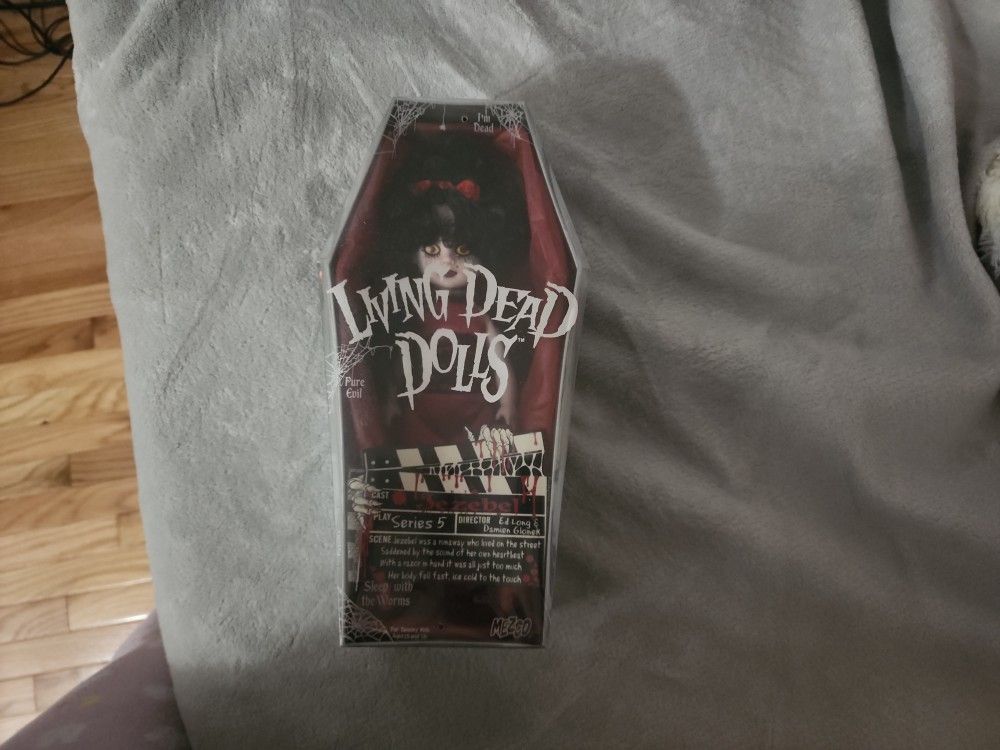 I'm
Dead
LIVING DEAD
DOLLS™
Pure
Evil
CAST Jezebel
PLAY Series 5 DIRECTOR Ed Long &
Damien Glonek
SCENE Jezebel was a runaway who lived on the street
Saddened by the sound of her own heartbeat
With a razor in hand it was all just too much
Her body fell fast, ice cold to the touch
Sleep with
the Worms
MEZCO